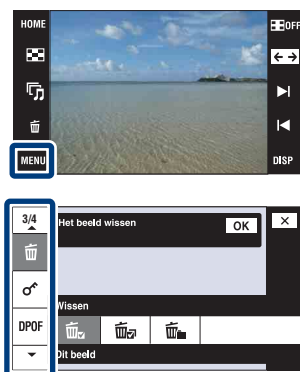 HOME
OFF
MENU
DISP
3/4
Het beeld wissen
OK
Wissen
DPOF
Dit beeld